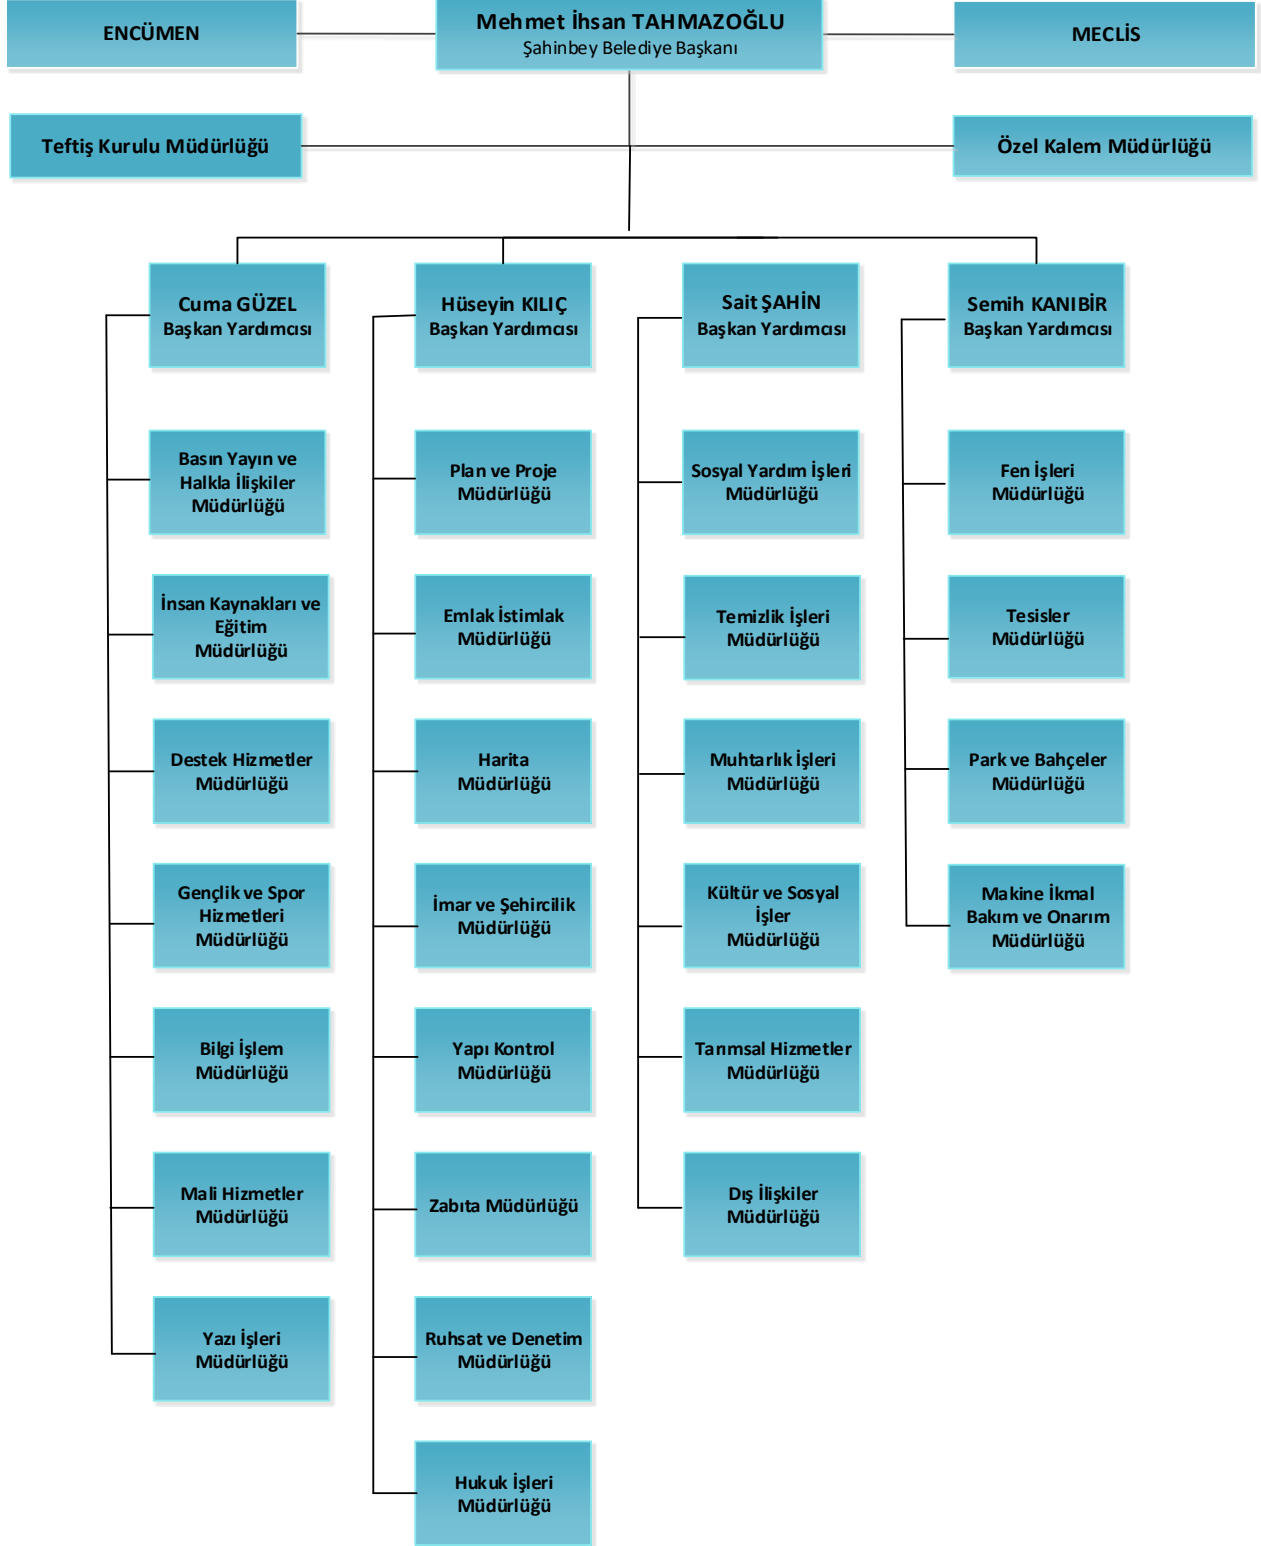 ENCÜMEN
Mehmet İhsan TAHMAZOĞLU
Şahinbey Belediye Başkanı
MECLİS
Teftiş Kurulu Müdürlüğü
Özel Kalem Müdürlüğü
Cuma GÜZEL
Başkan Yardımcısı
Hüseyin KILIÇ
Başkan Yardımcısı
Sait ŞAHİN
Başkan Yardımcısı
Semih KANIBİR
Başkan Yardımcısı
Basın Yayın ve
Halkla İlişkiler
Müdürlüğü
Plan ve Proje
Müdürlüğü
Sosyal Yardım İşleri
Müdürlüğü
Fen İşleri
Müdürlüğü
İnsan Kaynakları ve
Eğitim
Müdürlüğü
Emlak İstimlak
Müdürlüğü
Temizlik İşleri
Müdürlüğü
Tesisler
Müdürlüğü
Destek Hizmetler
Müdürlüğü
Harita
Müdürlüğü
Muhtarlık İşleri
Müdürlüğü
Park ve Bahçeler
Müdürlüğü
Gençlik ve Spor
Hizmetleri
Müdürlüğü
İmar ve Şehircilik
Müdürlüğü
Kültür ve Sosyal
İşler
Müdürlüğü
Makine İkmal
Bakım ve Onarım
Müdürlüğü
Bilgi İşlem
Müdürlüğü
Yapı Kontrol
Müdürlüğü
Tarımsal Hizmetler
Müdürlüğü
Mali Hizmetler
Müdürlüğü
Zabıta Müdürlüğü
Dış İlişkiler
Müdürlüğü
Yazı İşleri
Müdürlüğü
Ruhsat ve Denetim
Müdürlüğü
Hukuk İşleri
Müdürlüğü